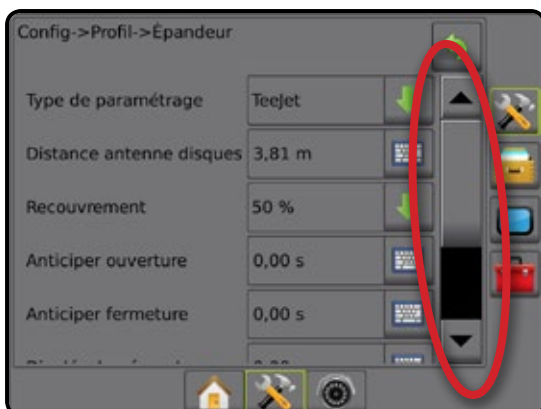 Config->Profil->Épandeur
Type de paramétrage TeeJet
Distance antenne disques 3,81 m
Recouvrement 50 %
Anticiper ouverture 0,00 s
Anticiper fermeture 0,00 s